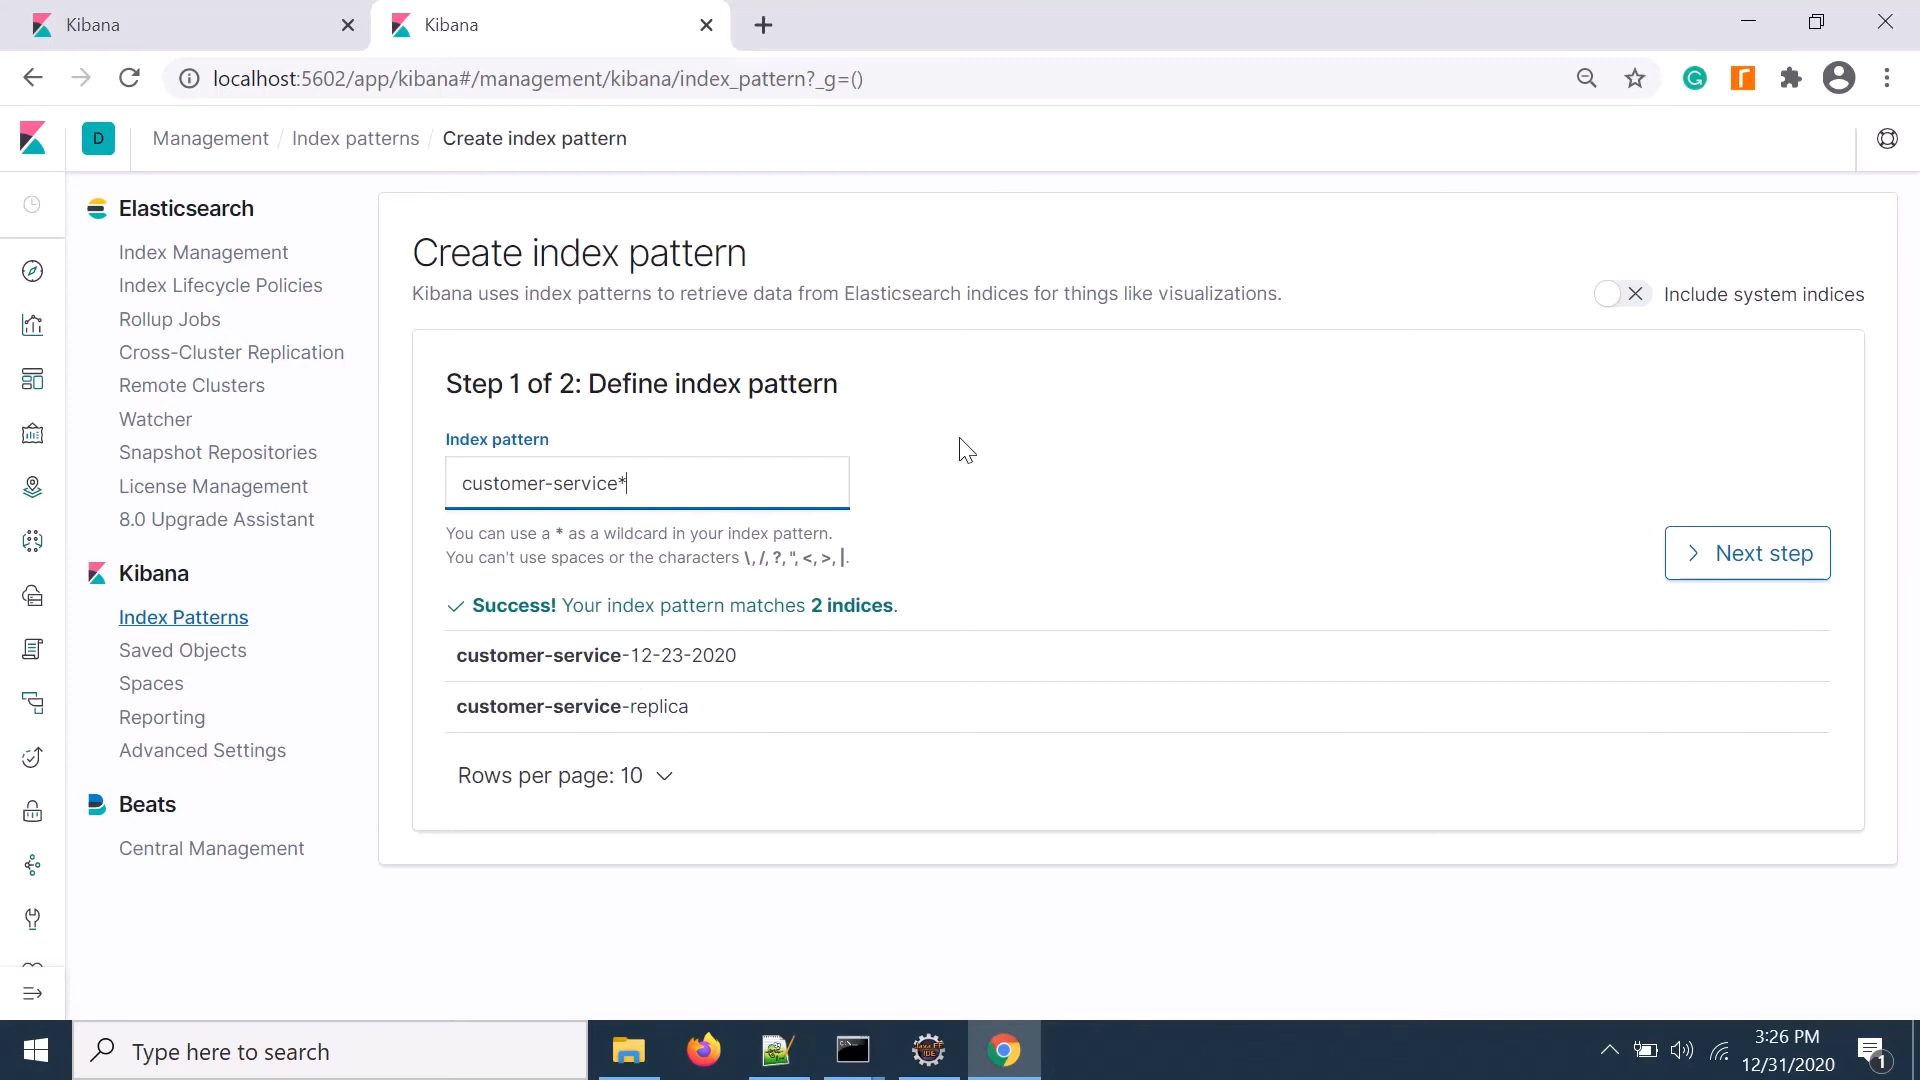 Kibana
Kibana
localhost:5602/app/kibana#/management/kibana/index_pattern?_g=()
D
Management / Index patterns / Create index pattern
Elasticsearch
Index Management
Index Lifecycle Policies
Rollup Jobs
Cross-Cluster Replication
Remote Clusters
Watcher
Snapshot Repositories
License Management
8.0 Upgrade Assistant
Kibana
Index Patterns
Saved Objects
Spaces
Reporting
Advanced Settings
Beats
Central Management
Create index pattern
Kibana uses index patterns to retrieve data from Elasticsearch indices for things like visualizations.
Include system indices
Step 1 of 2: Define index pattern
Index pattern
customer-service*
You can use a * as a wildcard in your index pattern.
You can't use spaces or the characters \, /, ?, ", <, >, |.
Next step
Success! Your index pattern matches 2 indices.
customer-service-12-23-2020
customer-service-replica
Rows per page: 10
Type here to search
3:26 PM
12/31/2020
1